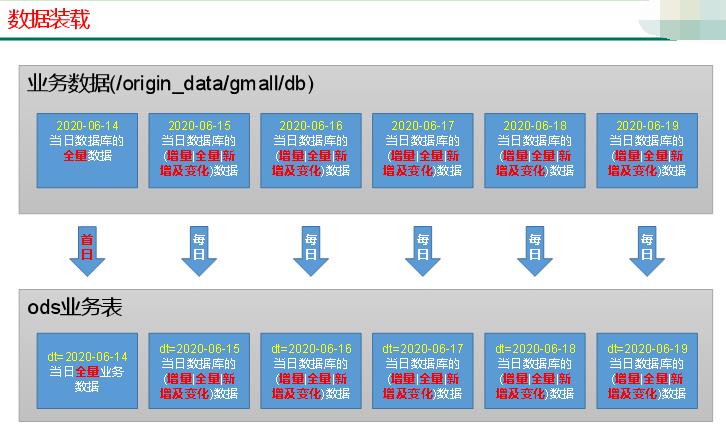 数据装载
业务数据(/origin_data/gmall/db)
2020-06-14
当日数据库的
全量数据
2020-06-15
当日数据库的
(增量|全量|新
增及变化)数据
2020-06-16
当日数据库的
(增量|全量|新
增及变化)数据
2020-06-17
当日数据库的
(增量|全量|新
增及变化)数据
2020-06-18
当日数据库的
(增量|全量|新
增及变化)数据
2020-06-19
当日数据库的
(增量|全量|新
增及变化)数据
首
日
每
日
每
日
每
日
每
日
每
日
ods业务表
dt=2020-06-14
当日全量业务
数据
dt=2020-06-15
当日数据库的
(增量|全量|新
增及变化)数据
dt=2020-06-16
当日数据库的
(增量|全量|新
增及变化)数据
dt=2020-06-17
当日数据库的
(增量|全量|新
增及变化)数据
dt=2020-06-18
当日数据库的
(增量|全量|新
增及变化)数据
dt=2020-06-19
当日数据库的
(增量|全量|新
增及变化)数据